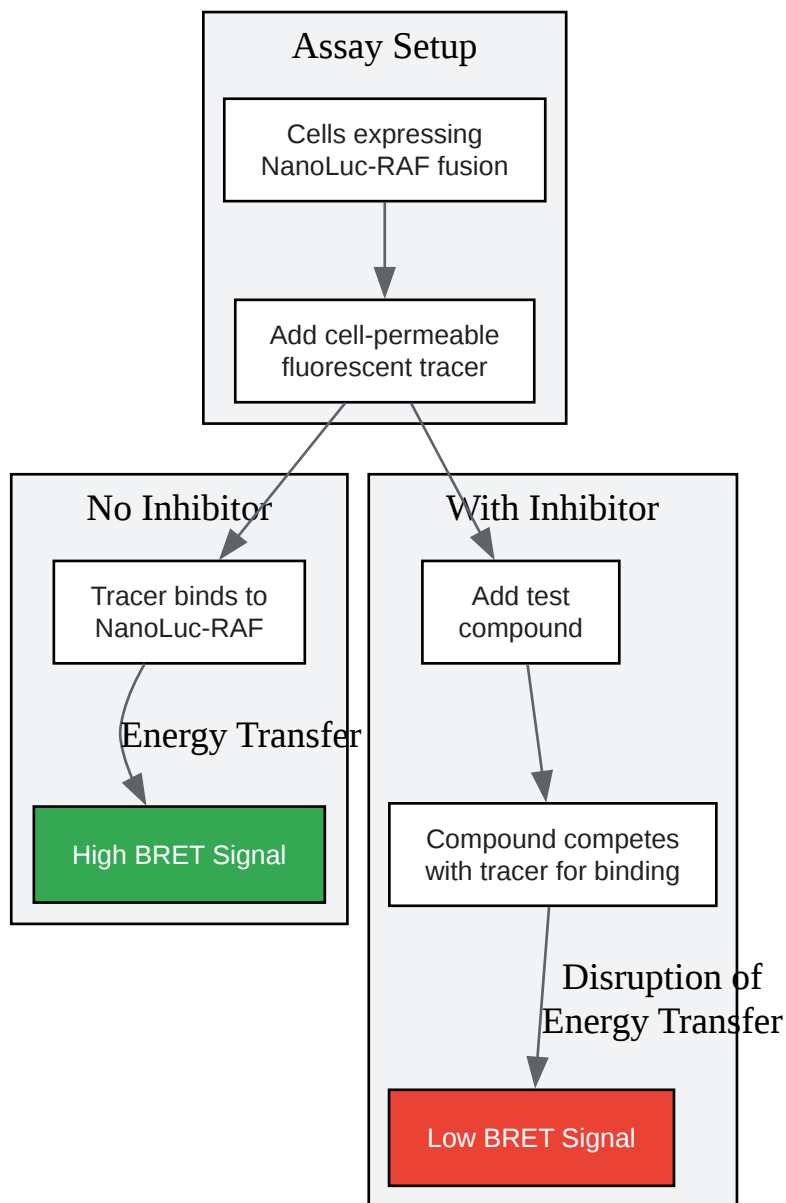 Assay Setup
Cells expressing
NanoLuc-RAF fusion
Add cell-permeable
fluorescent tracer
No Inhibitor
Tracer binds to
NanoLuc-RAF
Energy Transfer
High BRET Signal
With Inhibitor
Add test
compound
Compound competes
with tracer for binding
Disruption of
Energy Transfer
Low BRET Signal